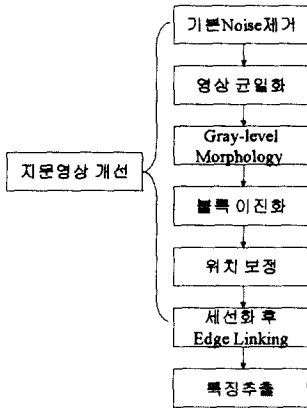 기본Noise제거
영상 균일화
Gray-level
Morphology
지문영상 개선
블록 이진화
위치 보정
세선화 후
Edge Linking
특징추출